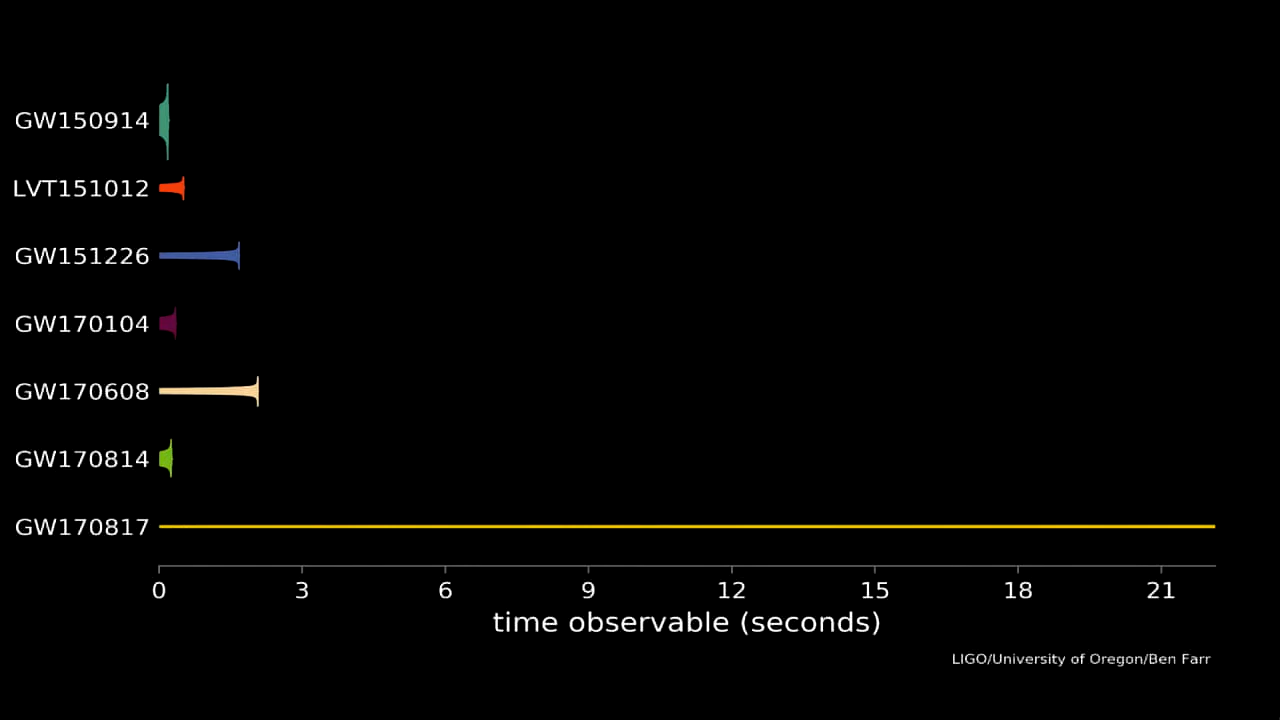 GW150914
LVT151012
GW151226
GW170104
GW170608
GW170814
GW170817
0 3 6 9 12 15 18 21
time observable (seconds)
LIGO/University of Oregon/Ben Farr